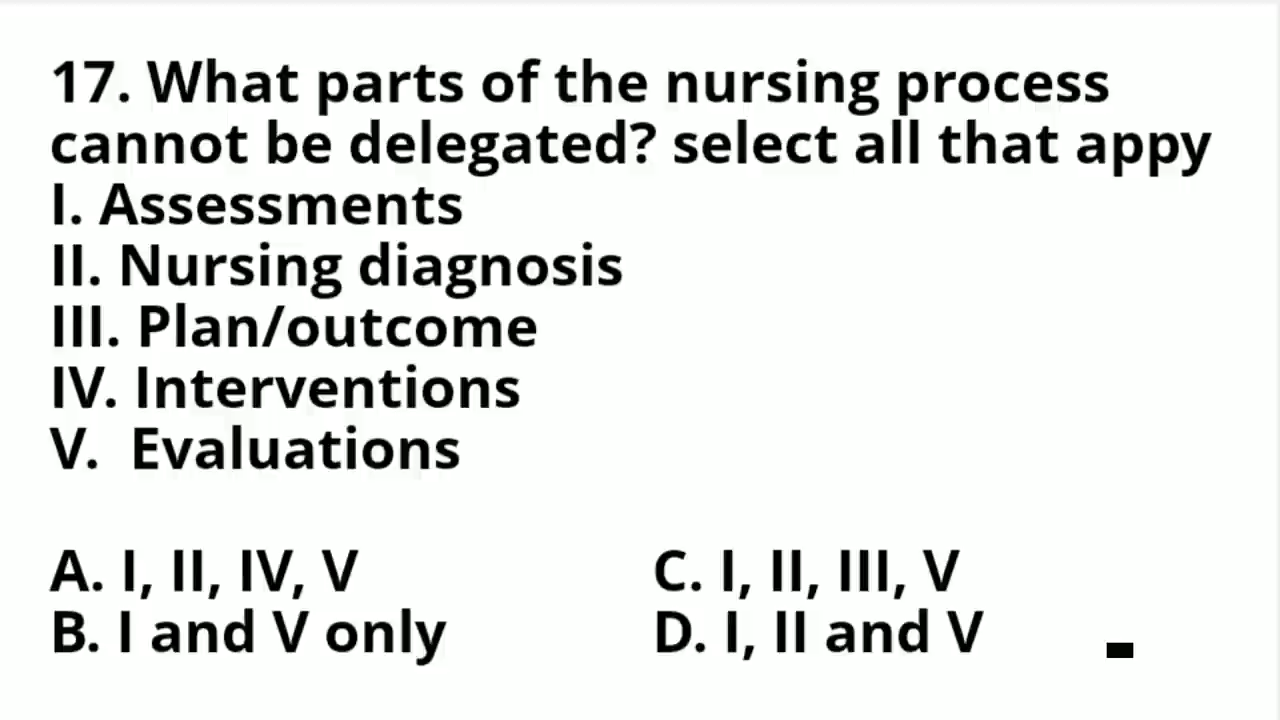 17. What parts of the nursing process
cannot be delegated? select all that appy
I. Assessments
II. Nursing diagnosis
III. Plan/outcome
IV. Interventions
V. Evaluations
A. I, II, IV, V
B. I and V only
C. I, II, III, V
D. I, II and V